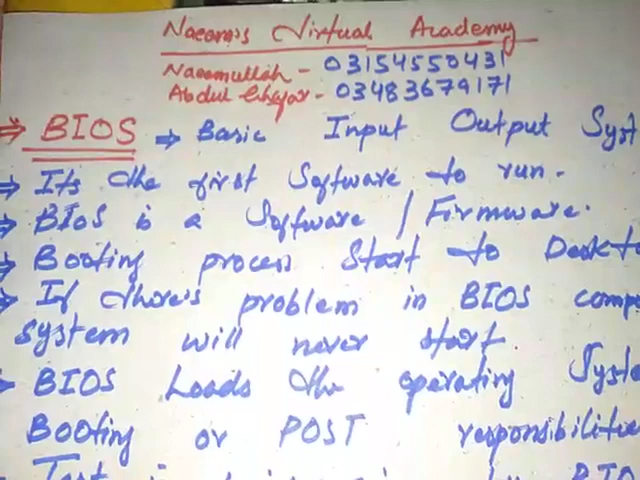 Naeem's Virtual Academy
Naeemullah - 03154550431
Abdul Ghafar - 03483679171
⇒ BIOS ⇒ Basic Input Output Syst
⇒ Its the first Software to run.
⇒ BIOS is a Software / Firmware.
⇒ Booting process Start to Deskto
⇒ If there's problem in BIOS comp
System will never start.
BIOS Loads the operating Syste
Booting or POST responsibilitie